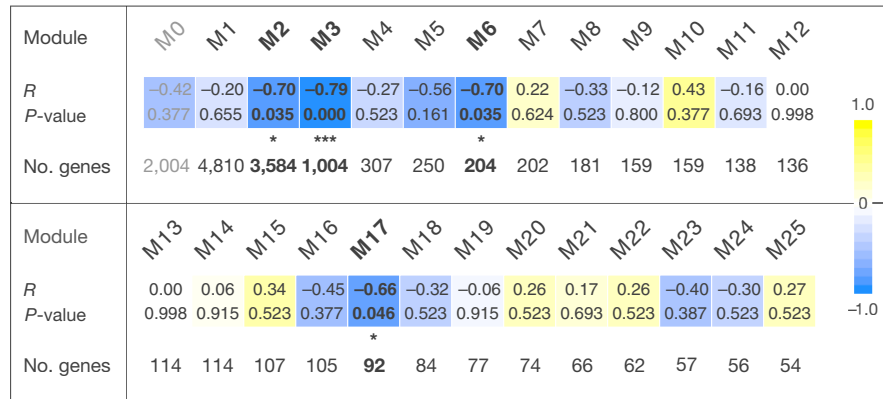 Module M0 M1 M2 M3 M4 M5 M6 M7 M8 M9 M10 M11 M12
R −0.42 −0.20 −0.70 −0.79 −0.27 −0.56 −0.70 0.22 −0.33 −0.12 0.43 −0.16 0.00
P-value 0.377 0.655 0.035 0.000 0.523 0.161 0.035 0.624 0.523 0.800 0.377 0.693 0.998
* *** *
No. genes 2,004 4,810 3,584 1,004 307 250 204 202 181 159 159 138 136
Module M13 M14 M15 M16 M17 M18 M19 M20 M21 M22 M23 M24 M25
R 0.00 0.06 0.34 −0.45 −0.66 −0.32 −0.06 0.26 0.17 0.26 −0.40 −0.30 0.27
P-value 0.998 0.915 0.523 0.377 0.046 0.523 0.915 0.523 0.693 0.523 0.387 0.523 0.523
*
No. genes 114 114 107 105 92 84 77 74 66 62 57 56 54
1.0
0
−1.0